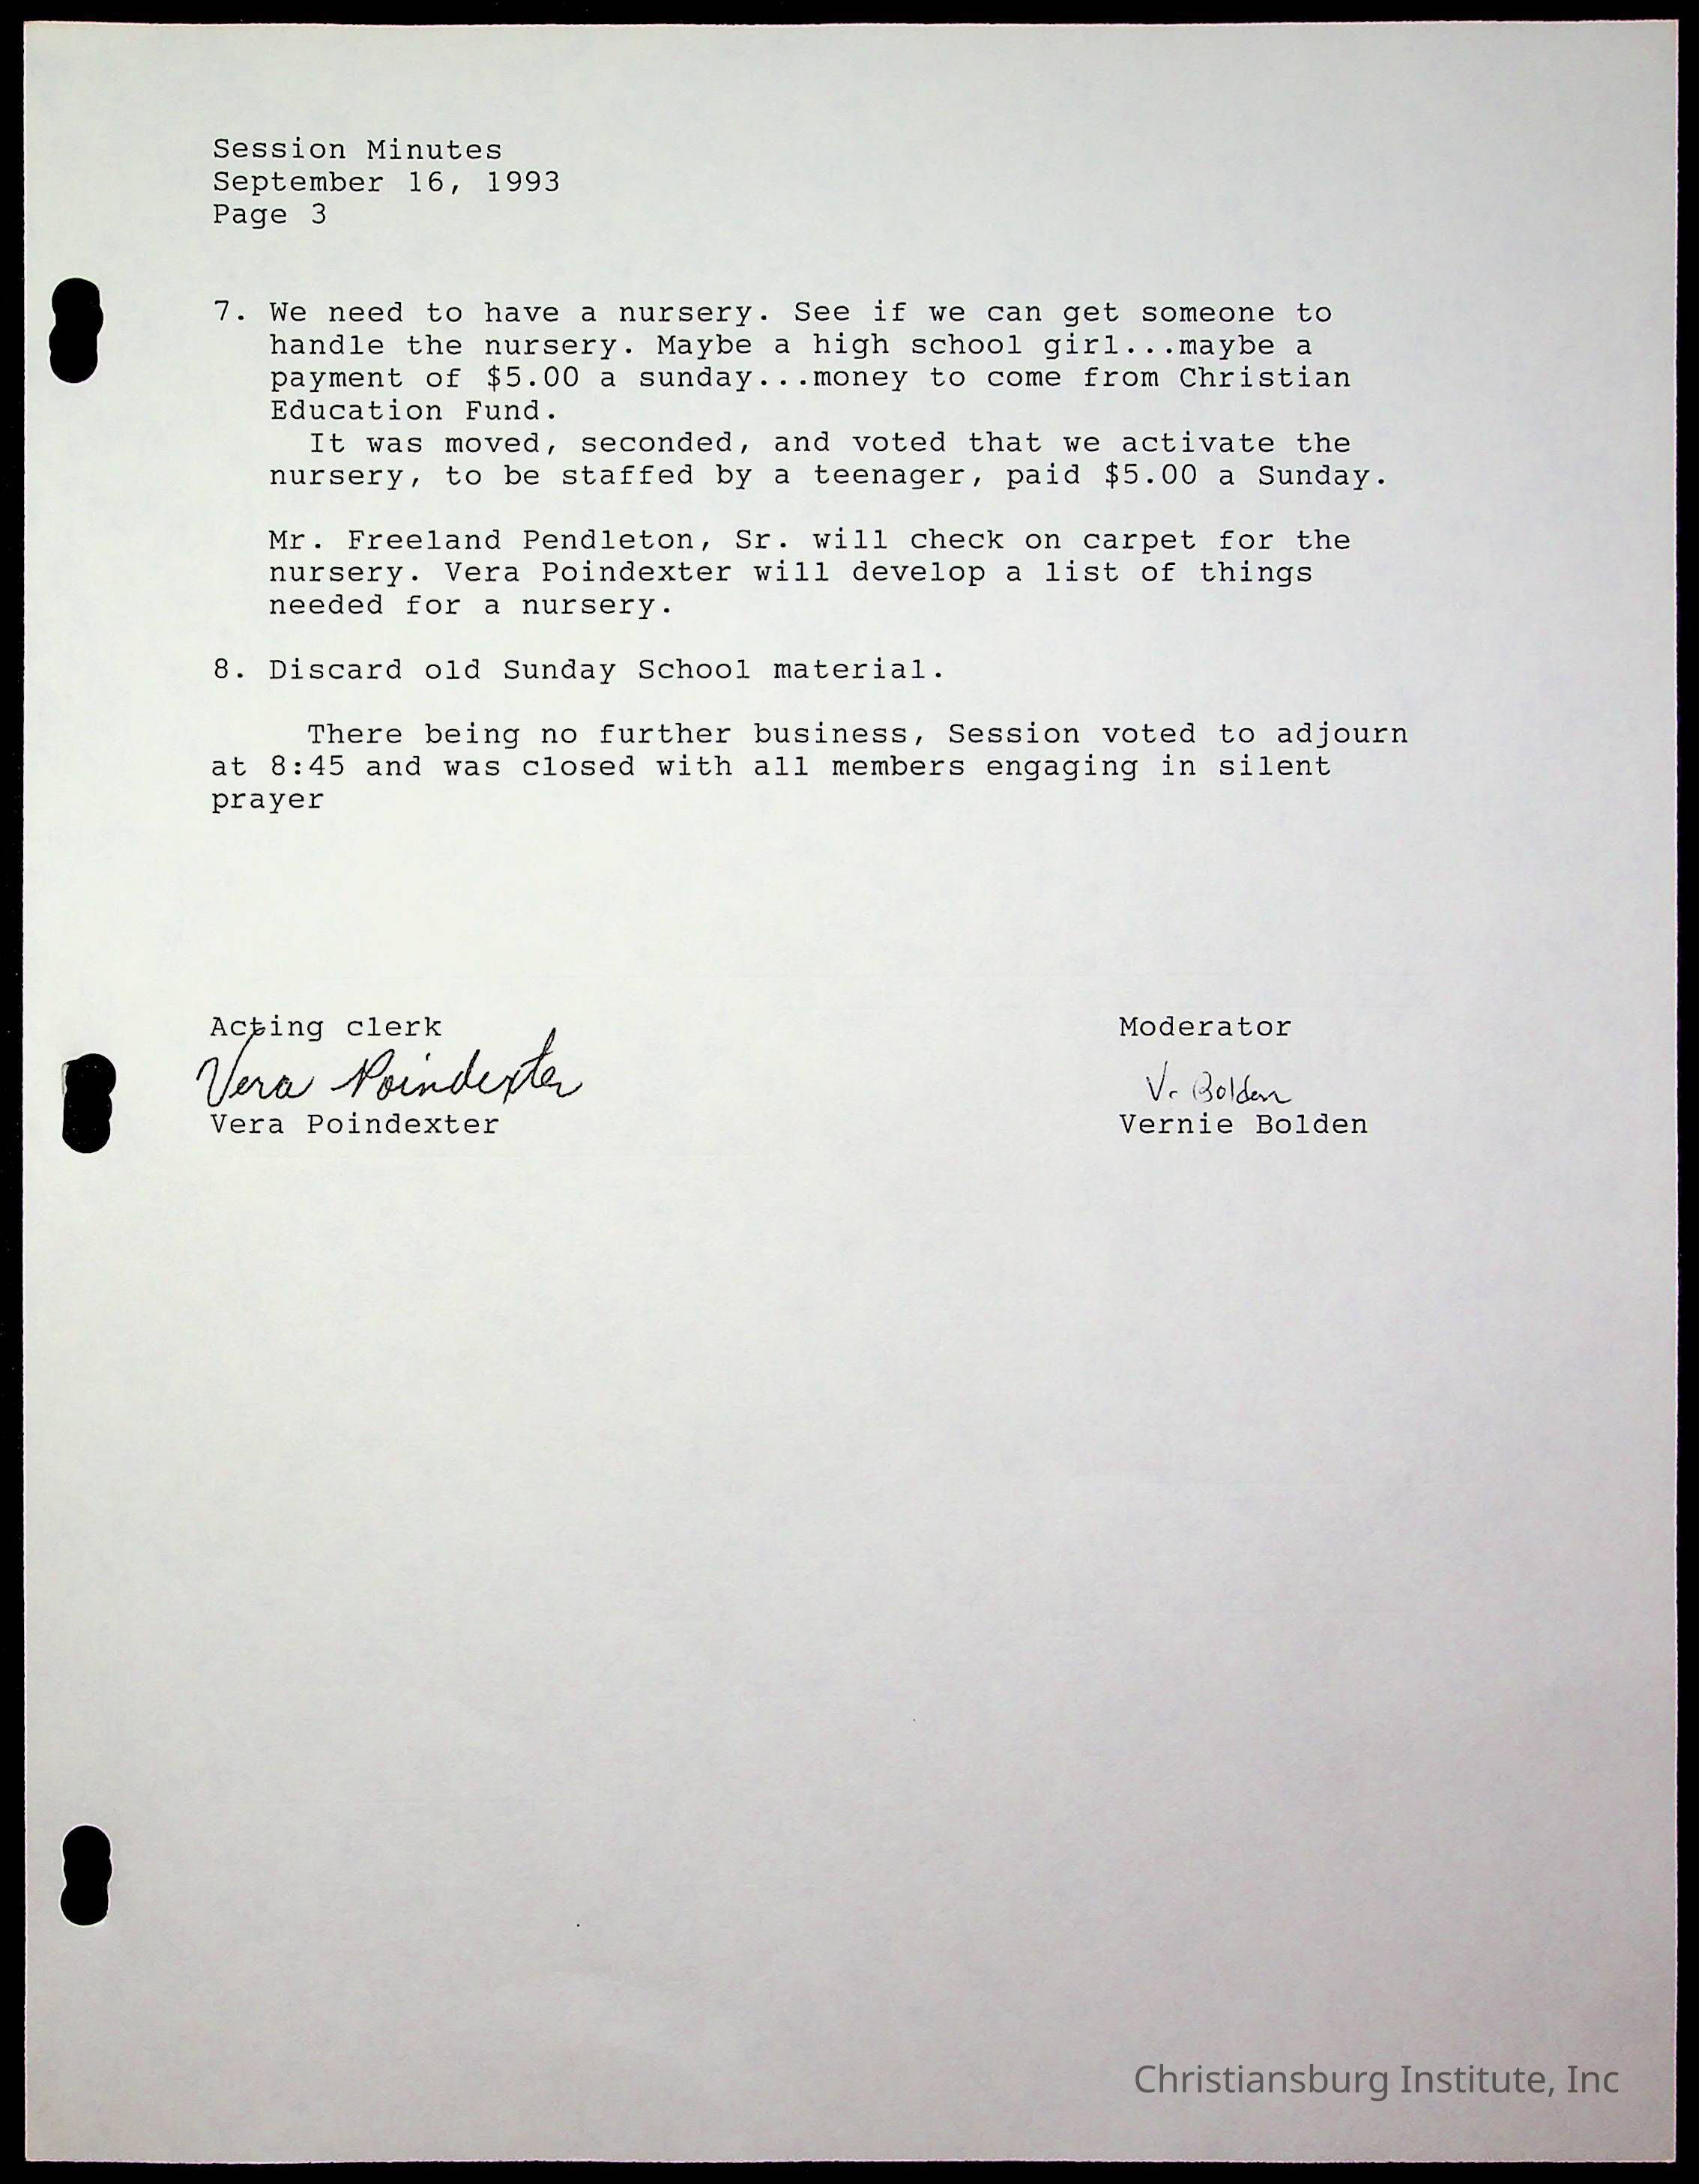 Session Minutes
September 16, 1993
Page 3
7. We need to have a nursery. See if we can get someone to
handle the nursery. Maybe a high school girl...maybe a
payment of $5.00 a sunday...money to come from Christian
Education Fund.
It was moved, seconded, and voted that we activate the
nursery, to be staffed by a teenager, paid $5.00 a Sunday.
Mr. Freeland Pendleton, Sr. will check on carpet for the
nursery. Vera Poindexter will develop a list of things
needed for a nursery.
8. Discard old Sunday School material.
There being no further business, Session voted to adjourn
at 8:45 and was closed with all members engaging in silent
prayer
Acting clerk
Vera Poindexter
Vera Poindexter
Moderator
V. Bolden
Vernie Bolden
Christiansburg Institute, Inc